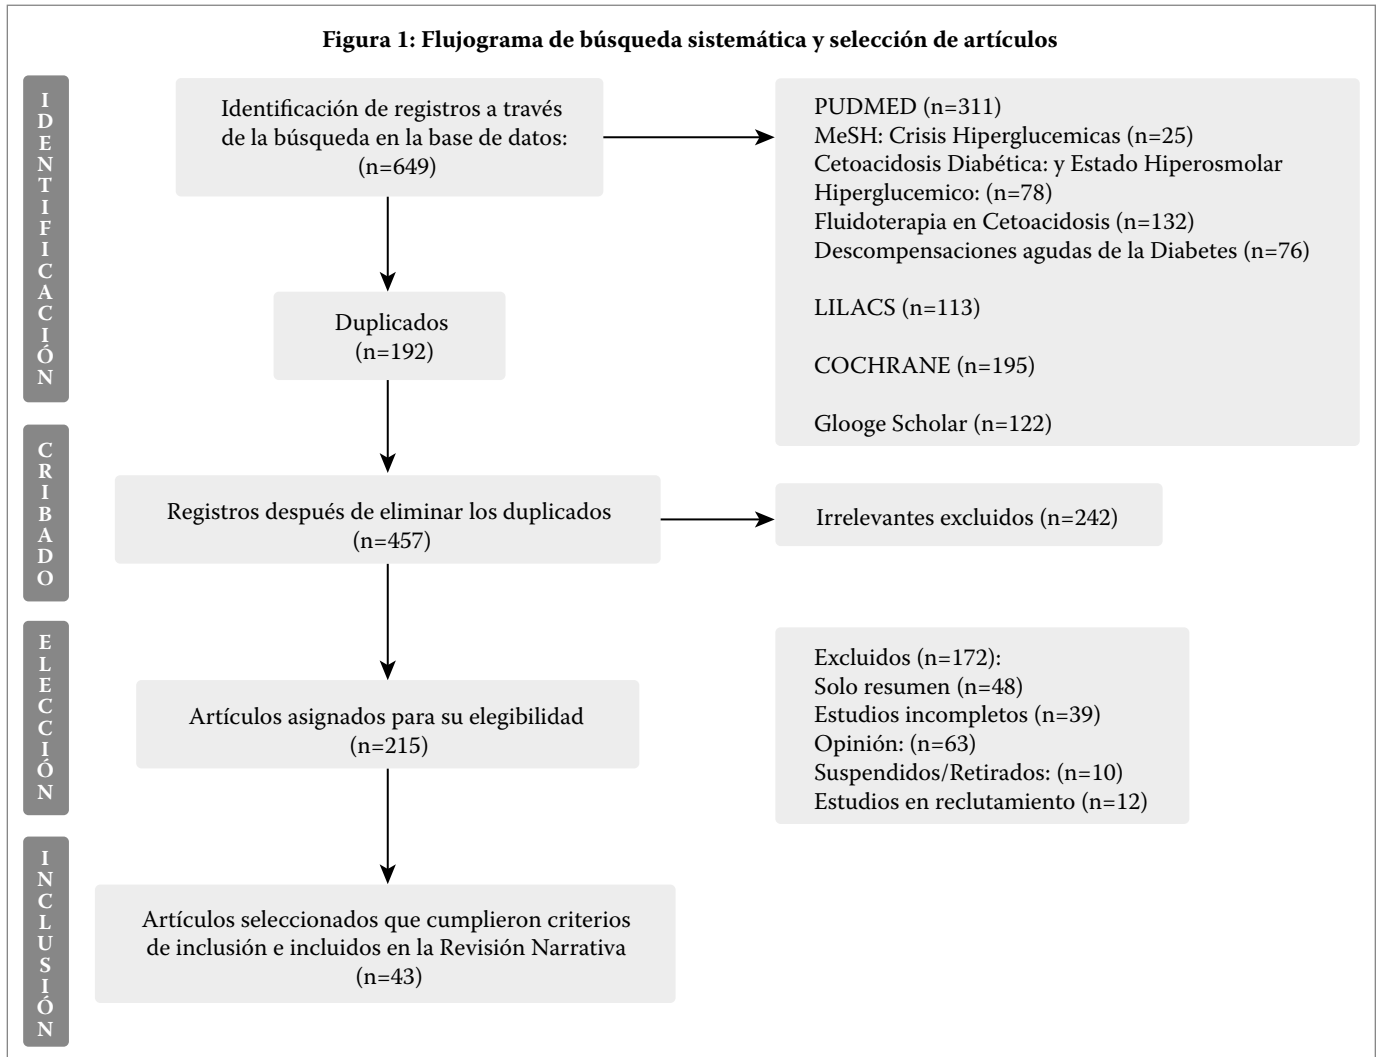 Figura 1: Flujograma de búsqueda sistemática y selección de artículos
IDENTIFICACIÓN
Identificación de registros a través
de la búsqueda en la base de datos:
(n=649)
PUDMED (n=311)
MeSH: Crisis Hiperglucemicas (n=25)
Cetoacidosis Diabética: y Estado Hiperosmolar
Hiperglucemico: (n=78)
Fluidoterapia en Cetoacidosis (n=132)
Descompensaciones agudas de la Diabetes (n=76)
LILACS (n=113)
COCHRANE (n=195)
Glooge Scholar (n=122)
Duplicados
(n=192)
CRIBADO
Registros después de eliminar los duplicados
(n=457)
Irrelevantes excluidos (n=242)
ELECCIÓN
Artículos asignados para su elegibilidad
(n=215)
Excluidos (n=172):
Solo resumen (n=48)
Estudios incompletos (n=39)
Opinión: (n=63)
Suspendidos/Retirados: (n=10)
Estudios en reclutamiento (n=12)
INCLUSIÓN
Artículos seleccionados que cumplieron criterios
de inclusión e incluidos en la Revisión Narrativa
(n=43)